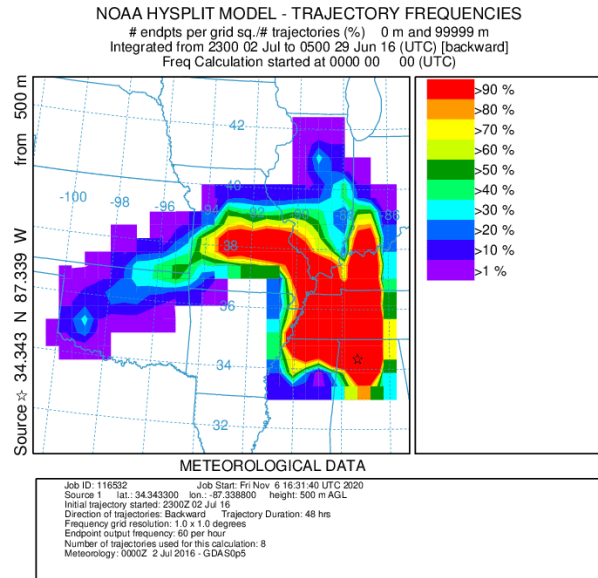 NOAA HYSPLIT MODEL - TRAJECTORY FREQUENCIES
# endpts per grid sq./# trajectories (%)    0 m and 99999 m
Integrated from 2300 02 Jul to 0500 29 Jun 16 (UTC) [backward]
Freq Calculation started at 0000 00    00 (UTC)
Source ☆ 34.343 N 87.339 W    from 500 m
42
40
-100
-98
-96
-94
-92
-86
38
36
34
32
>90 %
>80 %
>70 %
>60 %
>50 %
>40 %
>30 %
>20 %
>10 %
>1 %
METEOROLOGICAL DATA
Job ID: 116532    Job Start: Fri Nov 6 16:31:40 UTC 2020
Source 1    lat.: 34.343300    lon.: -87.338800    height: 500 m AGL
Initial trajectory started: 2300Z 02 Jul 16
Direction of trajectories: Backward    Trajectory Duration: 48 hrs
Frequency grid resolution: 1.0 x 1.0 degrees
Endpoint output frequency: 60 per hour
Number of trajectories used for this calculation: 8
Meteorology: 0000Z 2 Jul 2016 - GDAS0p5